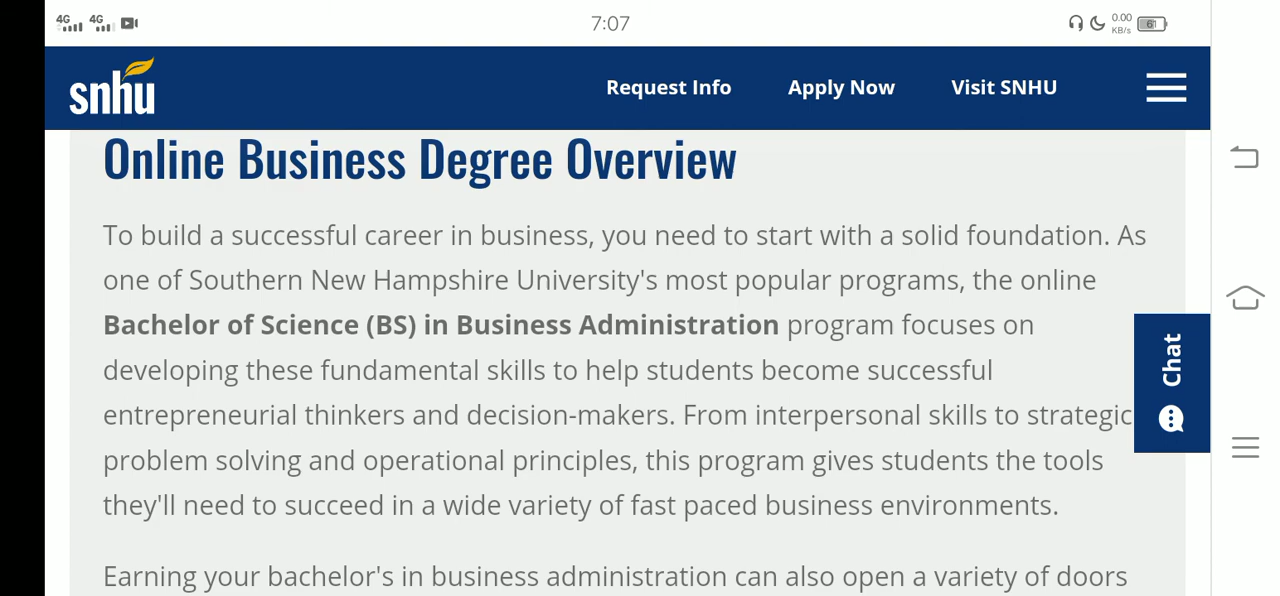 4G 4G 7:07 0.00 KB/s 61
snhu Request Info Apply Now Visit SNHU
Online Business Degree Overview
To build a successful career in business, you need to start with a solid foundation. As
one of Southern New Hampshire University's most popular programs, the online
Bachelor of Science (BS) in Business Administration program focuses on
developing these fundamental skills to help students become successful
entrepreneurial thinkers and decision-makers. From interpersonal skills to strategic
problem solving and operational principles, this program gives students the tools
they'll need to succeed in a wide variety of fast paced business environments.
Earning your bachelor's in business administration can also open a variety of doors
Chat